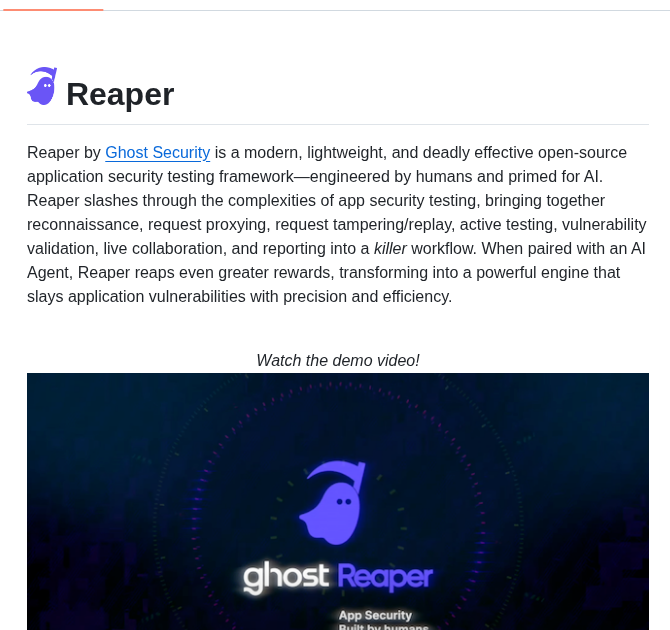 Reaper
Reaper by Ghost Security is a modern, lightweight, and deadly effective open-source
application security testing framework—engineered by humans and primed for AI.
Reaper slashes through the complexities of app security testing, bringing together
reconnaissance, request proxying, request tampering/replay, active testing, vulnerability
validation, live collaboration, and reporting into a killer workflow. When paired with an AI
Agent, Reaper reaps even greater rewards, transforming into a powerful engine that
slays application vulnerabilities with precision and efficiency.
Watch the demo video!
ghost Reaper
App Security
Built by humans